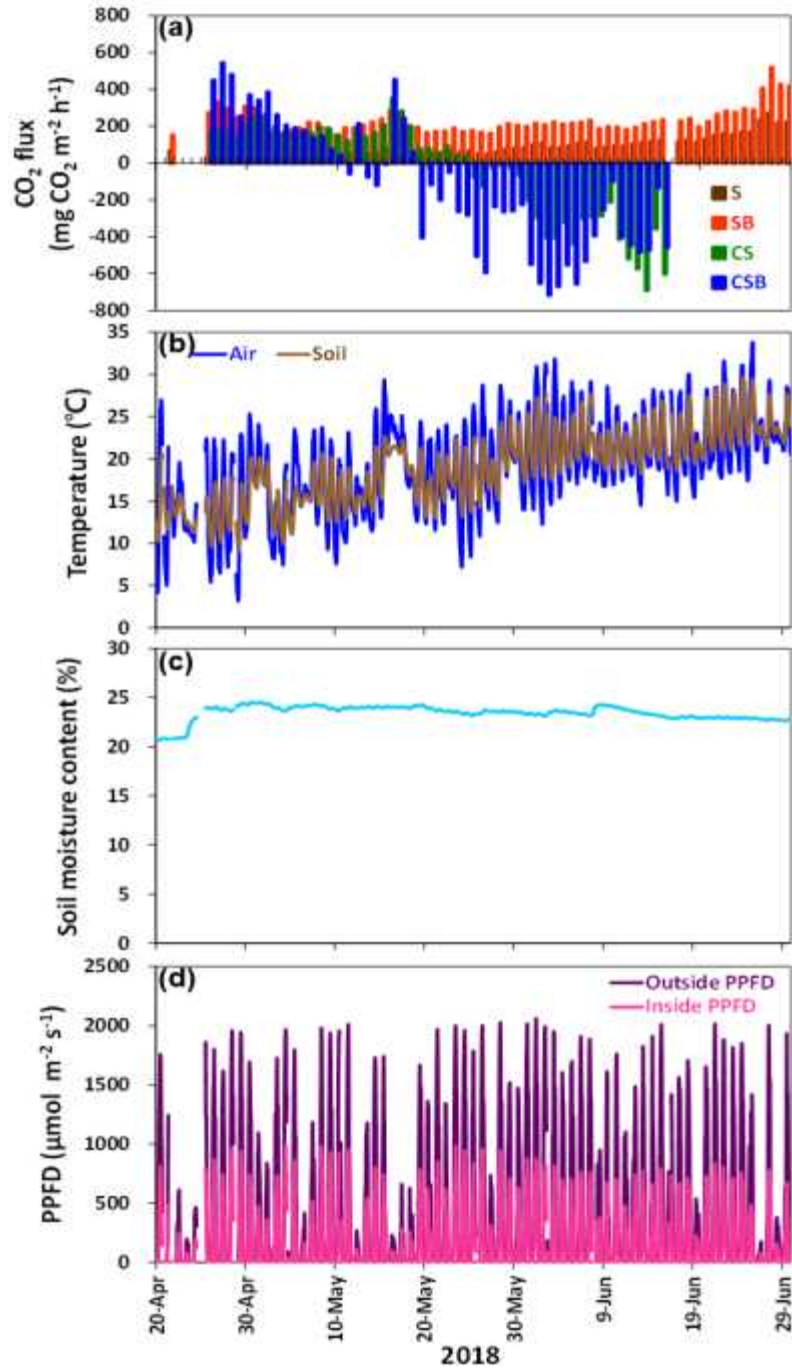 (a)
800
600
400
200
0
-200
-400
-600
-800
CO2 flux
(mg CO2 m-2 h-1)
S
SB
CS
CSB
(b)
Air
Soil
35
30
25
20
15
10
5
0
Temperature (°C)
(c)
30
25
20
15
10
5
0
Soil moisture content (%)
(d)
Outside PPFD
Inside PPFD
2500
2000
1500
1000
500
0
PPFD (µmol m-2 s-1)
20-Apr
30-Apr
10-May
20-May
30-May
9-Jun
19-Jun
29-Jun
2018